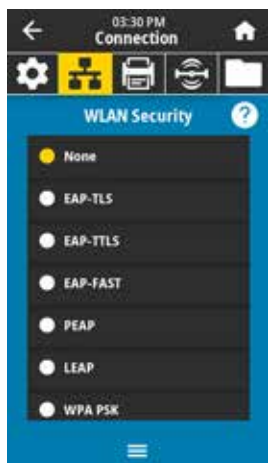 03:30 PM
Connection
WLAN Security
?
None
EAP-TLS
EAP-TTLS
EAP-FAST
PEAP
LEAP
WPA PSK